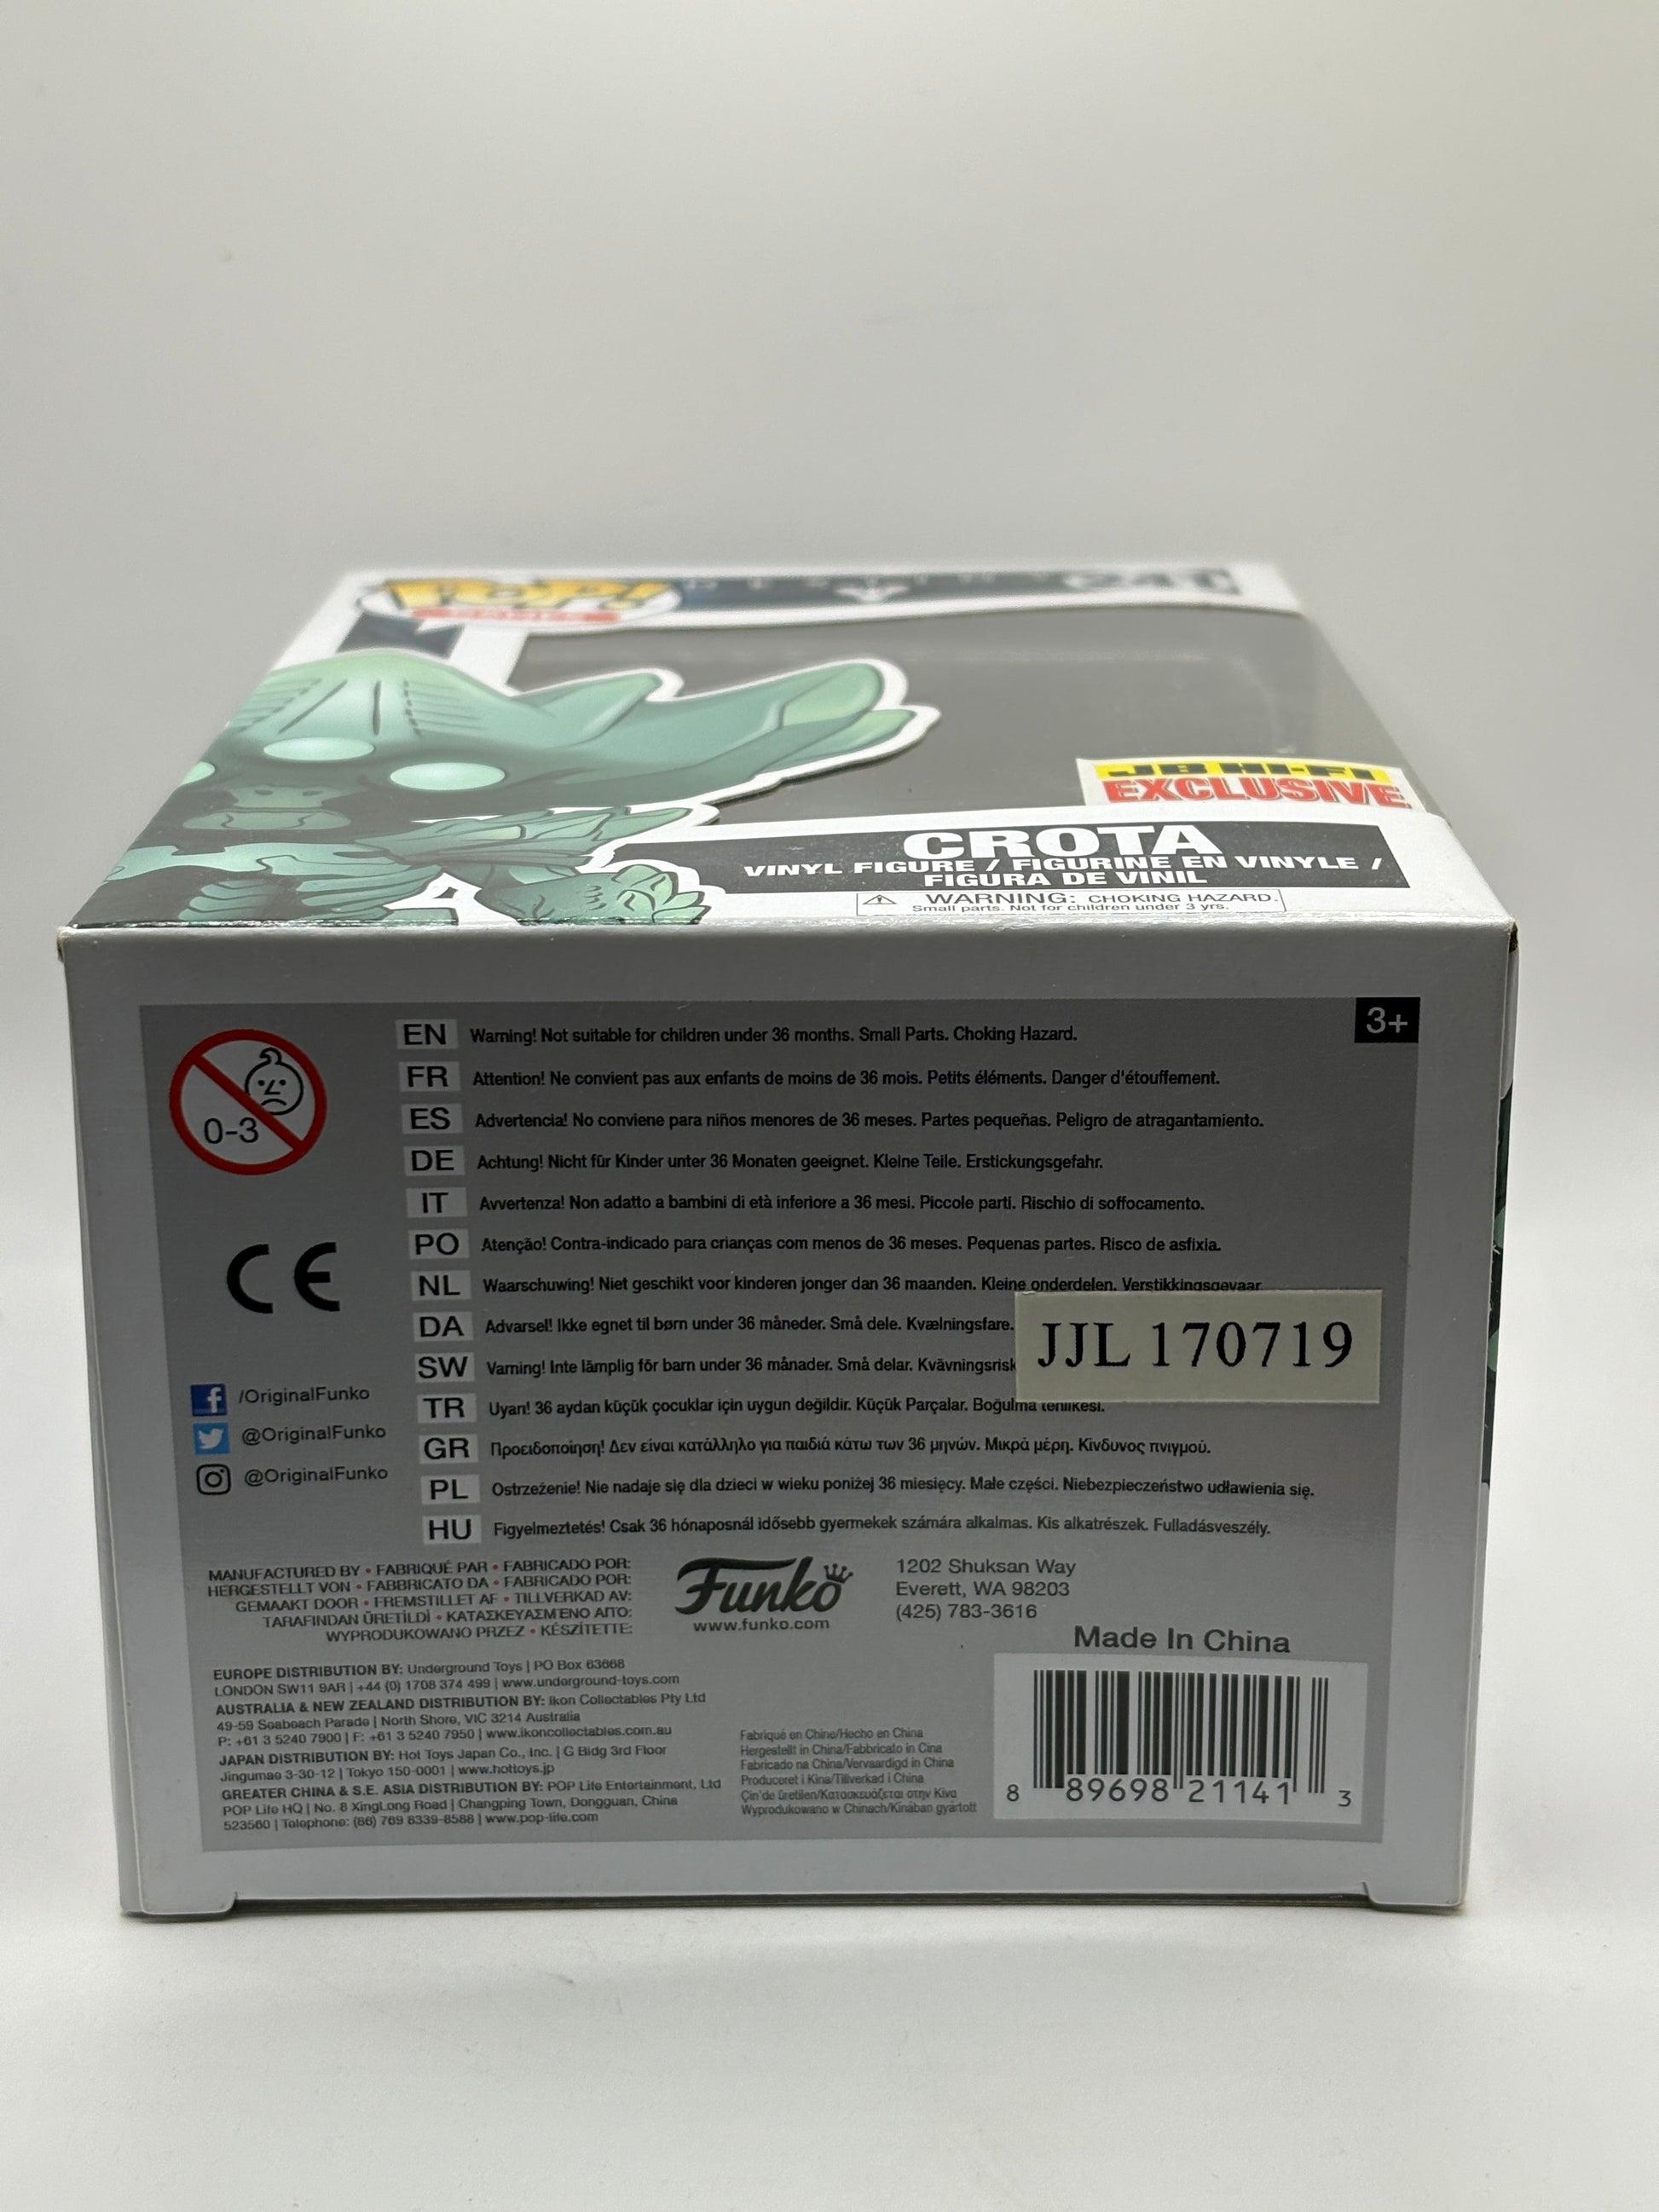 POP!
GAMES
DESTINY
241
JB HI-FI
EXCLUSIVE
CROTA
VINYL FIGURE / FIGURINE EN VINYLE /
FIGURA DE VINIL
WARNING: CHOKING HAZARD.
Small parts. Not for children under 3 yrs.
3+
0-3
EN Warning! Not suitable for children under 36 months. Small Parts. Choking Hazard.
FR Attention! Ne convient pas aux enfants de moins de 36 mois. Petits éléments. Danger d'étouffement.
ES Advertencia! No conviene para niños menores de 36 meses. Partes pequeñas. Peligro de atragantamiento.
DE Achtung! Nicht für Kinder unter 36 Monaten geeignet. Kleine Teile. Erstickungsgefahr.
IT Avvertenza! Non adatto a bambini di età inferiore a 36 mesi. Piccole parti. Rischio di soffocamento.
PO Atenção! Contra-indicado para crianças com menos de 36 meses. Pequenas partes. Risco de asfixia.
NL Waarschuwing! Niet geschikt voor kinderen jonger dan 36 maanden. Kleine onderdelen. Verstikkingsgevaar.
DA Advarsel! Ikke egnet til børn under 36 måneder. Små dele. Kvælningsfare.
SW Varning! Inte lämplig för barn under 36 månader. Små delar. Kvävningsrisk
TR Uyarı! 36 aydan küçük çocuklar için uygun değildir. Küçük Parçalar. Boğulma tehlikesi.
GR Προειδοποίηση! Δεν είναι κατάλληλο για παιδιά κάτω των 36 μηνών. Μικρά μέρη. Κίνδυνος πνιγμού.
PL Ostrzeżenie! Nie nadaje się dla dzieci w wieku poniżej 36 miesięcy. Małe części. Niebezpieczeństwo udławienia się.
HU Figyelmeztetés! Csak 36 hónaposnál idősebb gyermekek számára alkalmas. Kis alkatrészek. Fulladásveszély.
JJL 170719
CE
/OriginalFunko
@OriginalFunko
@OriginalFunko
MANUFACTURED BY • FABRIQUÉ PAR • FABRICADO POR:
HERGESTELLT VON • FABBRICATO DA • FABRICADO POR:
GEMAAKT DOOR • FREMSTILLET AF • TILLVERKAD AV:
TARAFINDAN ÜRETİLDİ • ΚΑΤΑΣΚΕΥΑΣΜΈΝΟ ΑΠΌ:
WYPRODUKOWANO PRZEZ • KÉSZÍTETTE:
Funko
www.funko.com
1202 Shuksan Way
Everett, WA 98203
(425) 783-3616
Made In China
EUROPE DISTRIBUTION BY: Underground Toys | PO Box 63668
LONDON SW11 9AR | +44 (0) 1708 374 499 | www.underground-toys.com
AUSTRALIA & NEW ZEALAND DISTRIBUTION BY: Ikon Collectables Pty Ltd
49-59 Seabeach Parade | North Shore, VIC 3214 Australia
P: +61 3 5240 7900 | F: +61 3 5240 7950 | www.ikoncollectables.com.au
JAPAN DISTRIBUTION BY: Hot Toys Japan Co., Inc. | G Bldg 3rd Floor
Jingumae 3-30-12 | Tokyo 150-0001 | www.hottoys.jp
GREATER CHINA & S.E. ASIA DISTRIBUTION BY: POP Life Entertainment, Ltd
POP Life HQ | No. 8 XingLong Road | Changping Town, Dongguan, China
523560 | Telephone: (86) 769 8339-8588 | www.pop-life.com
Fabriqué en Chine/Hecho en China
Hergestellt in China/Fabbricato in Cina
Fabricado na China/Vervaardigd in China
Produceret i Kina/Tillverkad i China
Çin'de üretilen/Κατασκευάζεται στην Κίνα
Wyprodukowano w Chinach/Kínában gyártott
8 89698 21141 3